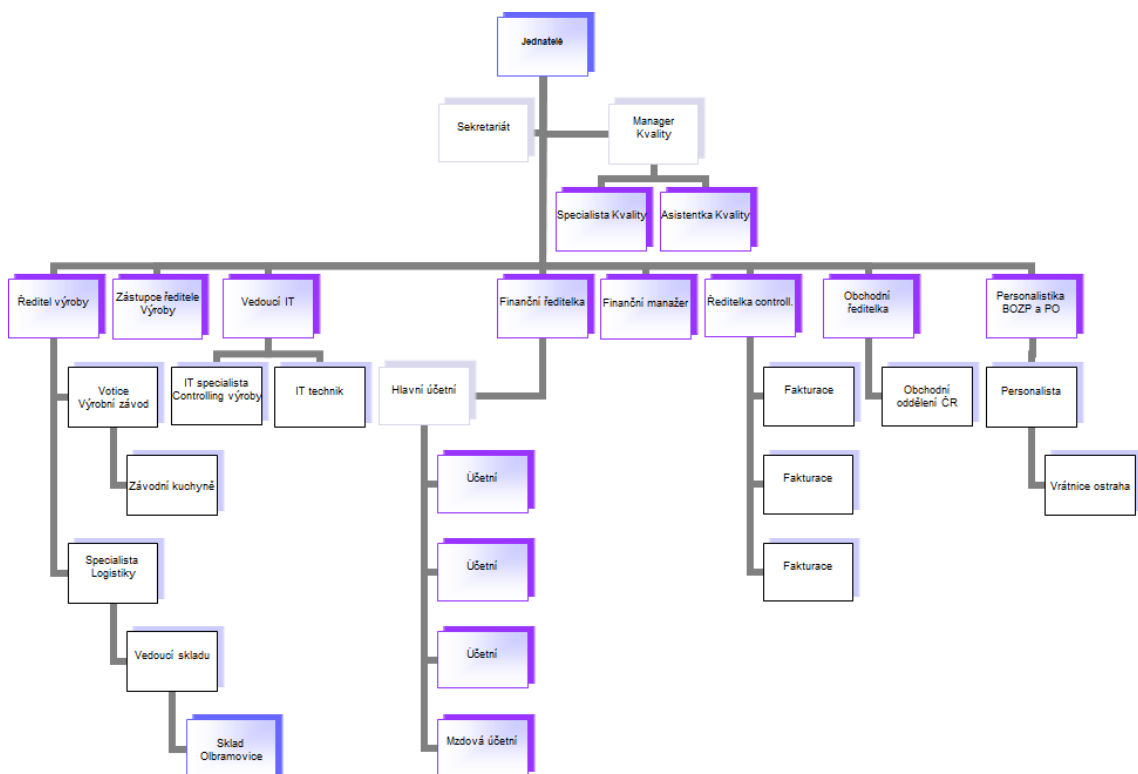 Jednatelé
Sekretariát
Manager
Kvality
Specialista Kvality
Asistentka Kvality
Ředitel výroby
Zástupce ředitele
Výroby
Vedoucí IT
Finanční ředitelka
Finanční manažer
Ředitelka controll.
Obchodní
ředitelka
Personalistika
BOZP a PO
Votice
Výrobní závod
IT specialista
Controlling výroby
IT technik
Hlavní účetní
Fakturace
Obchodní
oddělení ČR
Personalista
Závodní kuchyně
Účetní
Fakturace
Vrátnice ostraha
Specialista
Logistiky
Účetní
Fakturace
Vedoucí skladu
Účetní
Sklad
Olbramovice
Mzdová účetní